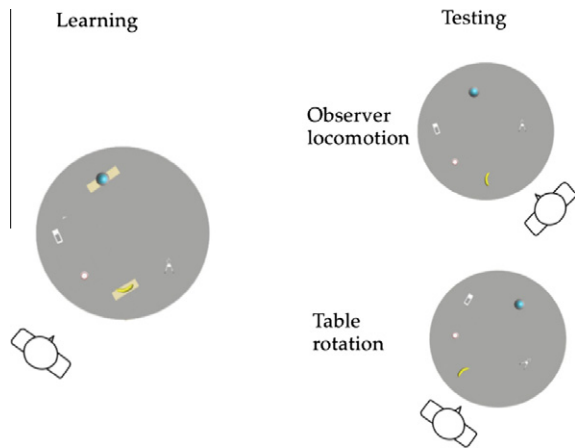 Learning
Testing
Observer
locomotion
Table
rotation